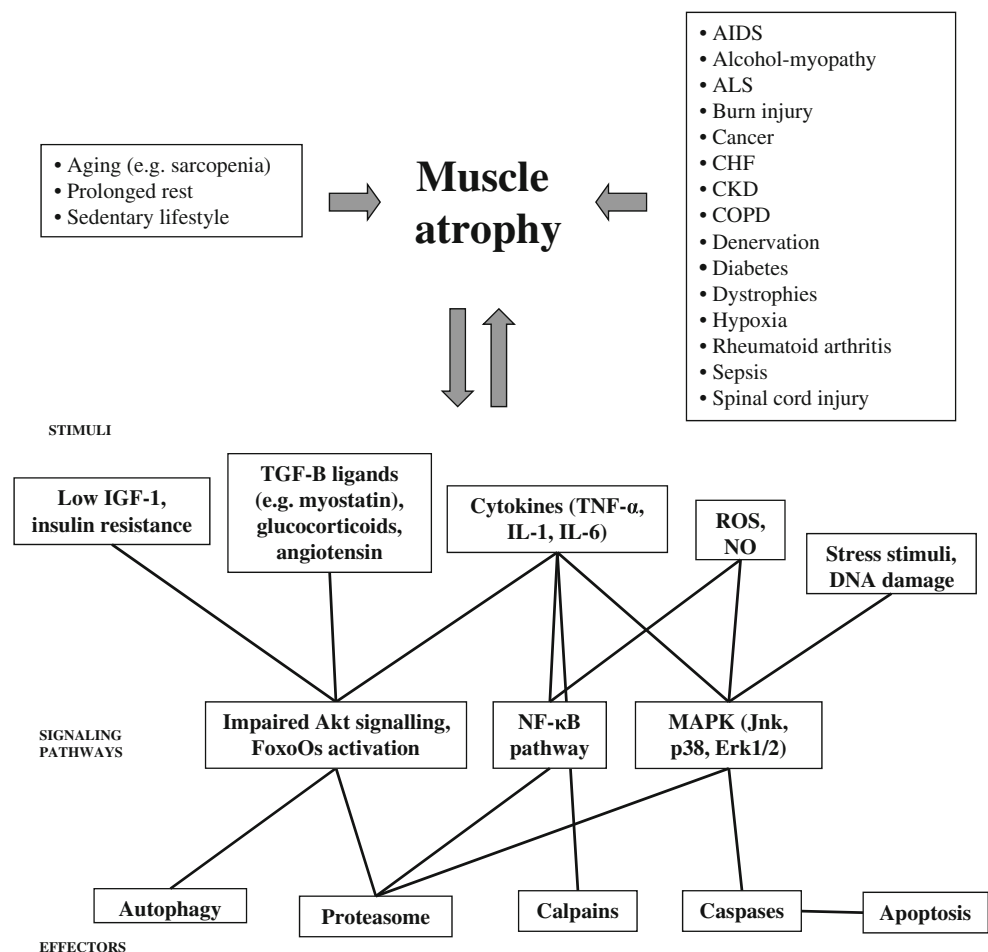 • Aging (e.g. sarcopenia)
• Prolonged rest
• Sedentary lifestyle
Muscle
atrophy
• AIDS
• Alcohol-myopathy
• ALS
• Burn injury
• Cancer
• CHF
• CKD
• COPD
• Denervation
• Diabetes
• Dystrophies
• Hypoxia
• Rheumatoid arthritis
• Sepsis
• Spinal cord injury
STIMULI
Low IGF-1,
insulin resistance
TGF-B ligands
(e.g. myostatin),
glucocorticoids,
angiotensin
Cytokines (TNF-α,
IL-1, IL-6)
ROS,
NO
Stress stimuli,
DNA damage
SIGNALING
PATHWAYS
Impaired Akt signalling,
FoxoOs activation
NF-κB
pathway
MAPK (Jnk,
p38, Erk1/2)
Autophagy
Proteasome
Calpains
Caspases
Apoptosis
EFFECTORS